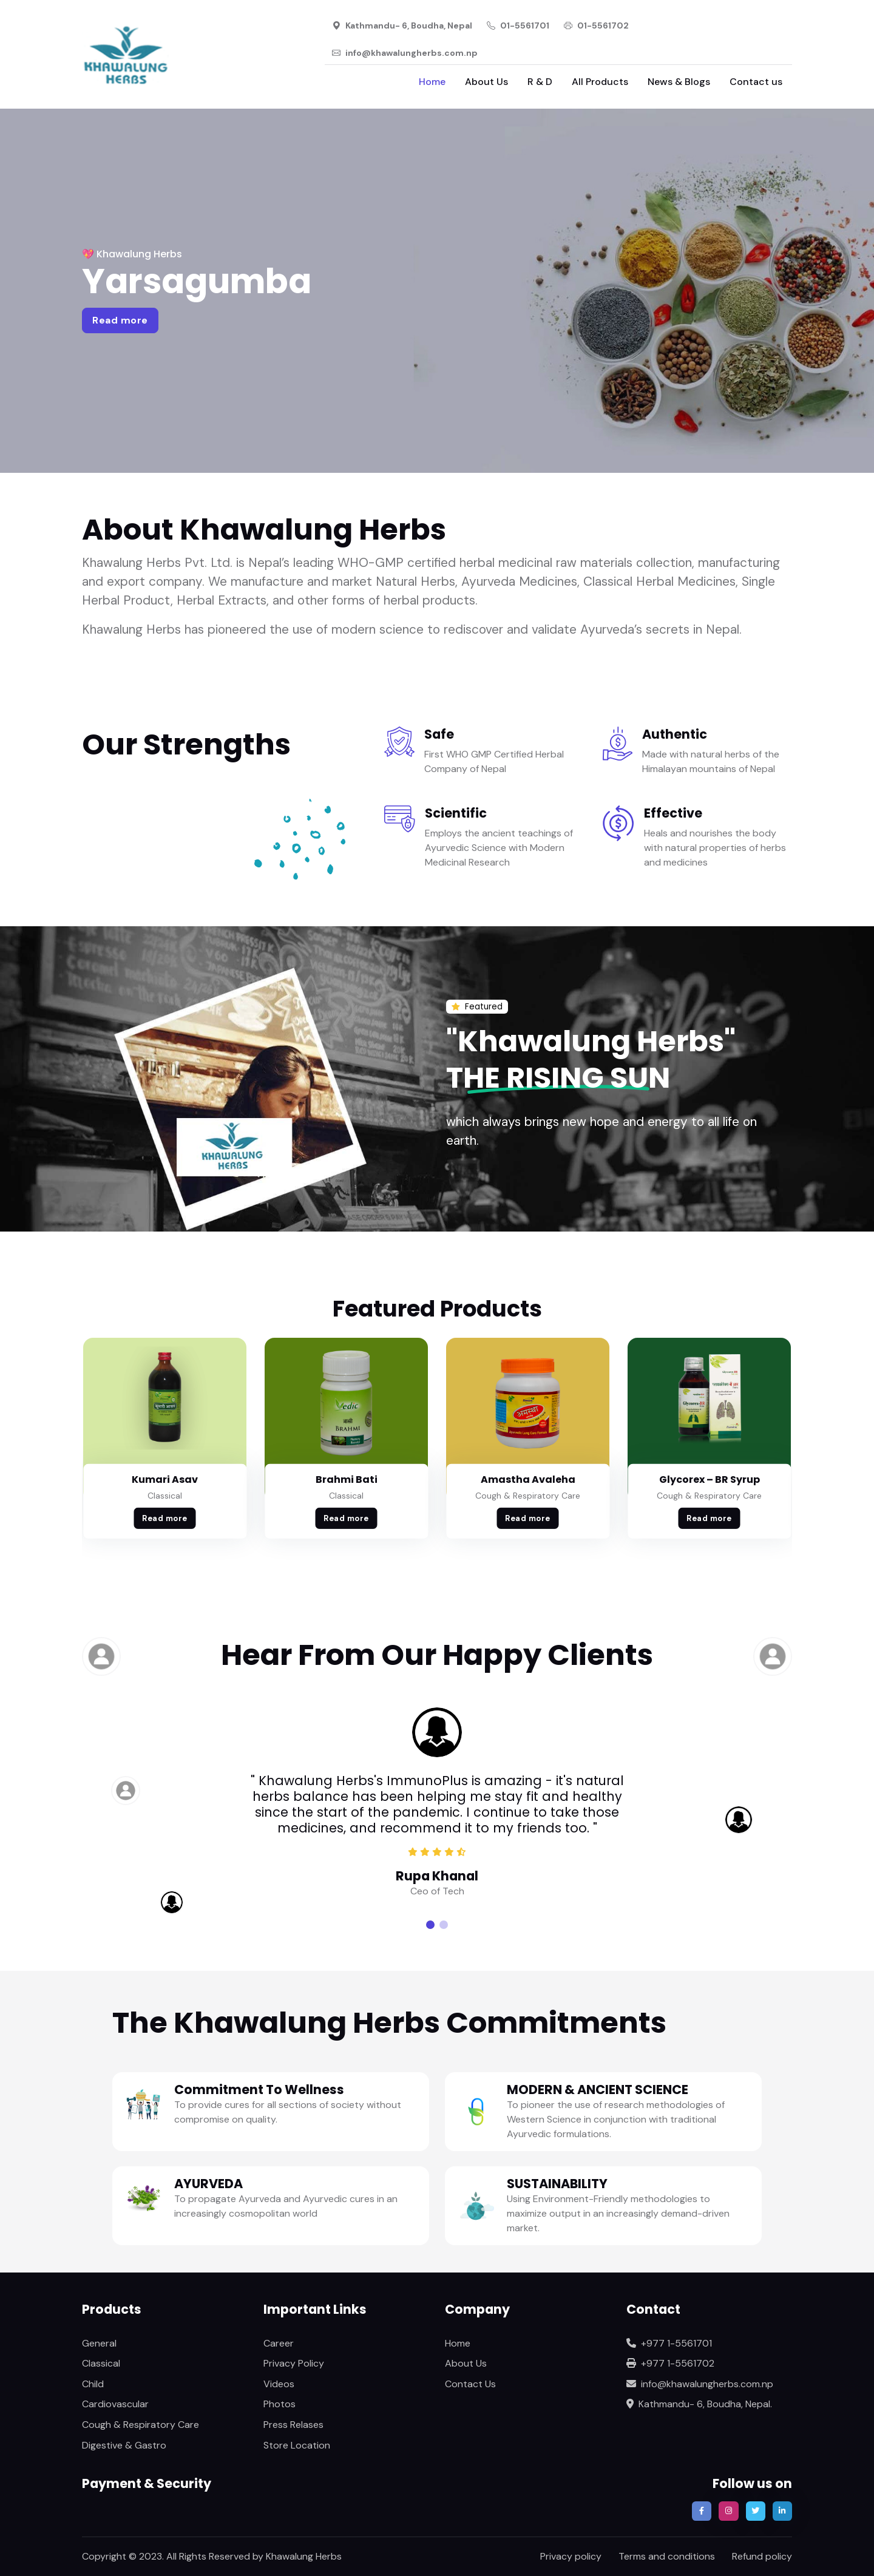 KHAWALUNG
HERBS
Kathmandu- 6, Boudha, Nepal 01-5561701 01-5561702
info@khawalungherbs.com.np
Home About Us R & D All Products News & Blogs Contact us
💖 Khawalung Herbs
Yarsagumba
Read more
About Khawalung Herbs
Khawalung Herbs Pvt. Ltd. is Nepal's leading WHO-GMP certified herbal medicinal raw materials collection, manufacturing
and export company. We manufacture and market Natural Herbs, Ayurveda Medicines, Classical Herbal Medicines, Single
Herbal Product, Herbal Extracts, and other forms of herbal products.
Khawalung Herbs has pioneered the use of modern science to rediscover and validate Ayurveda's secrets in Nepal.
Our Strengths
Safe
First WHO GMP Certified Herbal
Company of Nepal
Authentic
Made with natural herbs of the
Himalayan mountains of Nepal
Scientific
Employs the ancient teachings of
Ayurvedic Science with Modern
Medicinal Research
Effective
Heals and nourishes the body
with natural properties of herbs
and medicines
KHAWALUNG
HERBS
Featured
"Khawalung Herbs"
THE RISING SUN
which always brings new hope and energy to all life on
earth.
Featured Products
Vedic
BRAHMI
Kumari Asav
Classical
Read more
Brahmi Bati
Classical
Read more
Amastha Avaleha
Cough & Respiratory Care
Read more
Glycorex – BR Syrup
Cough & Respiratory Care
Read more
Hear From Our Happy Clients
" Khawalung Herbs's ImmunoPlus is amazing - it's natural
herbs balance has been helping me stay fit and healthy
since the start of the pandemic. I continue to take those
medicines, and recommend it to my friends too. "
Rupa Khanal
Ceo of Tech
The Khawalung Herbs Commitments
Commitment To Wellness
To provide cures for all sections of society without
compromise on quality.
MODERN & ANCIENT SCIENCE
To pioneer the use of research methodologies of
Western Science in conjunction with traditional
Ayurvedic formulations.
AYURVEDA
To propagate Ayurveda and Ayurvedic cures in an
increasingly cosmopolitan world
SUSTAINABILITY
Using Environment-Friendly methodologies to
maximize output in an increasingly demand-driven
market.
Products
General
Classical
Child
Cardiovascular
Cough & Respiratory Care
Digestive & Gastro
Important Links
Career
Privacy Policy
Videos
Photos
Press Relases
Store Location
Company
Home
About Us
Contact Us
Contact
+977 1-5561701
+977 1-5561702
info@khawalungherbs.com.np
Kathmandu- 6, Boudha, Nepal.
Payment & Security
Follow us on
Copyright © 2023. All Rights Reserved by Khawalung Herbs
Privacy policy Terms and conditions Refund policy